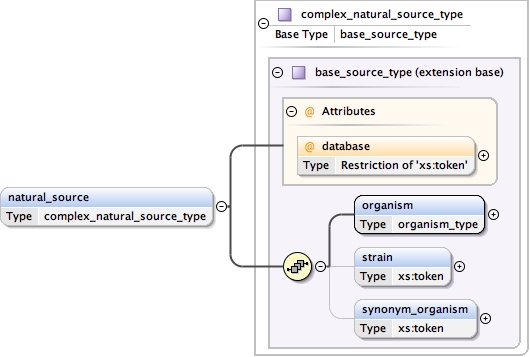 complex_natural_source_type
Base Type base_source_type
base_source_type (extension base)
@ Attributes
@ database
Type Restriction of 'xs:token'
natural_source
Type complex_natural_source_type
organism
Type organism_type
strain
Type xs:token
synonym_organism
Type xs:token